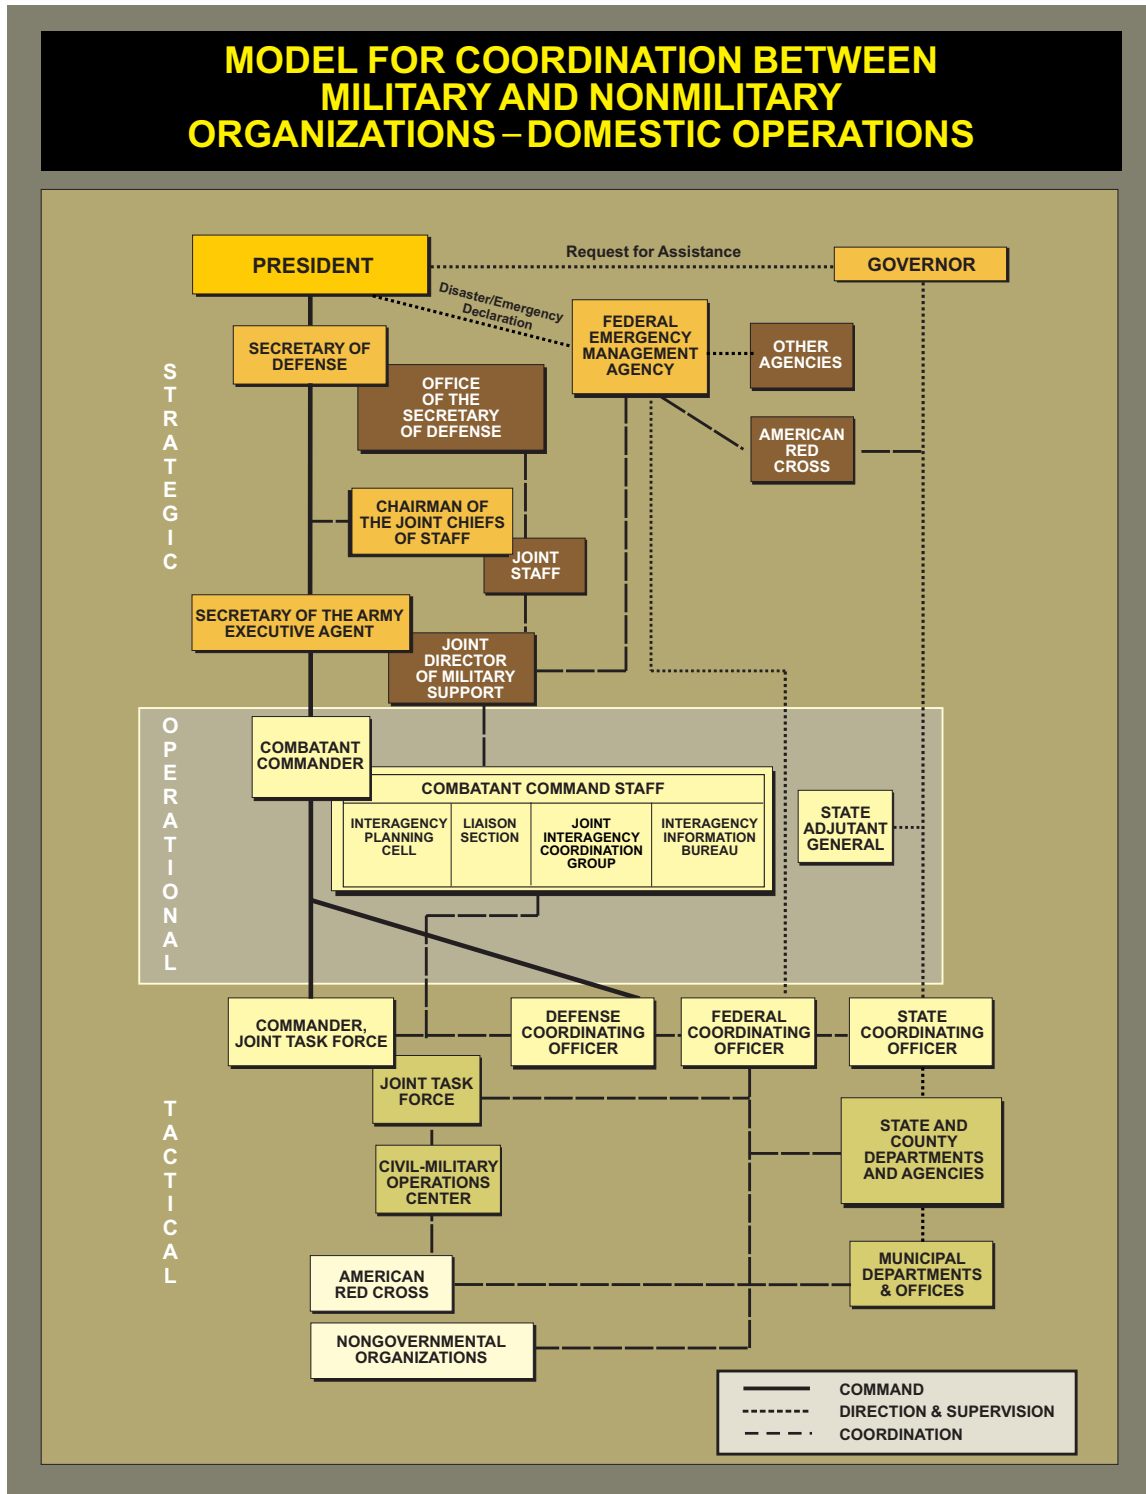 MODEL FOR COORDINATION BETWEEN
MILITARY AND NONMILITARY
ORGANIZATIONS – DOMESTIC OPERATIONS
PRESIDENT
Request for Assistance
GOVERNOR
Disaster/Emergency
Declaration
FEDERAL
EMERGENCY
MANAGEMENT
AGENCY
OTHER
AGENCIES
SECRETARY OF
DEFENSE
OFFICE
OF THE
SECRETARY
OF DEFENSE
AMERICAN
RED
CROSS
STRATEGIC
CHAIRMAN OF
THE JOINT CHIEFS
OF STAFF
JOINT
STAFF
SECRETARY OF THE ARMY
EXECUTIVE AGENT
JOINT
DIRECTOR
OF MILITARY
SUPPORT
OPERATIONAL
COMBATANT
COMMANDER
COMBATANT COMMAND STAFF
INTERAGENCY
PLANNING
CELL
LIAISON
SECTION
JOINT
INTERAGENCY
COORDINATION
GROUP
INTERAGENCY
INFORMATION
BUREAU
STATE
ADJUTANT
GENERAL
COMMANDER,
JOINT TASK FORCE
DEFENSE
COORDINATING
OFFICER
FEDERAL
COORDINATING
OFFICER
STATE
COORDINATING
OFFICER
TACTICAL
JOINT TASK
FORCE
STATE AND
COUNTY
DEPARTMENTS
AND AGENCIES
CIVIL-MILITARY
OPERATIONS
CENTER
AMERICAN
RED CROSS
MUNICIPAL
DEPARTMENTS
& OFFICES
NONGOVERNMENTAL
ORGANIZATIONS
COMMAND
DIRECTION & SUPERVISION
COORDINATION